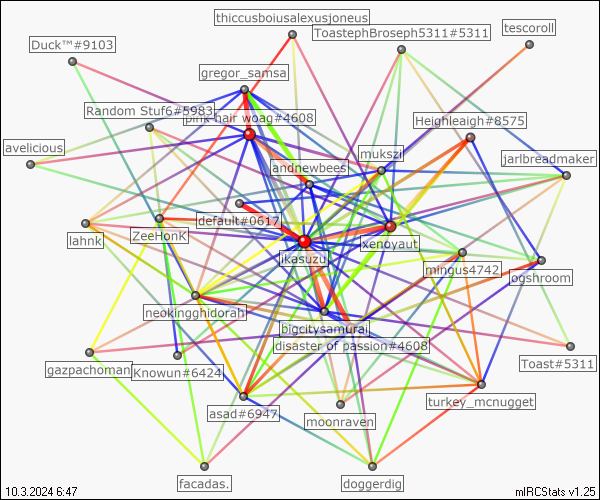 thiccusboiusalexusjoneus
tescoroll
ToastephBroseph5311#5311
Duck™#9103
gregor_samsa
Random Stuf6#5983
pink hair woag#4608
Heighleaigh#8575
avelicious
mukszi
jarlbreadmaker
andnewbees
default#0617
lahnk
ZeeHonK
xenoyaut
ikasuzu
mingus4742
ogshroom
neokingghidorah
bigcitysamurai
disaster of passion#4608
gazpachoman
Knowun#6424
Toast#5311
turkey_mcnugget
asad#6947
moonraven
facadas.
doggerdig
10.3.2024 6:47
mIRCStats v1.25